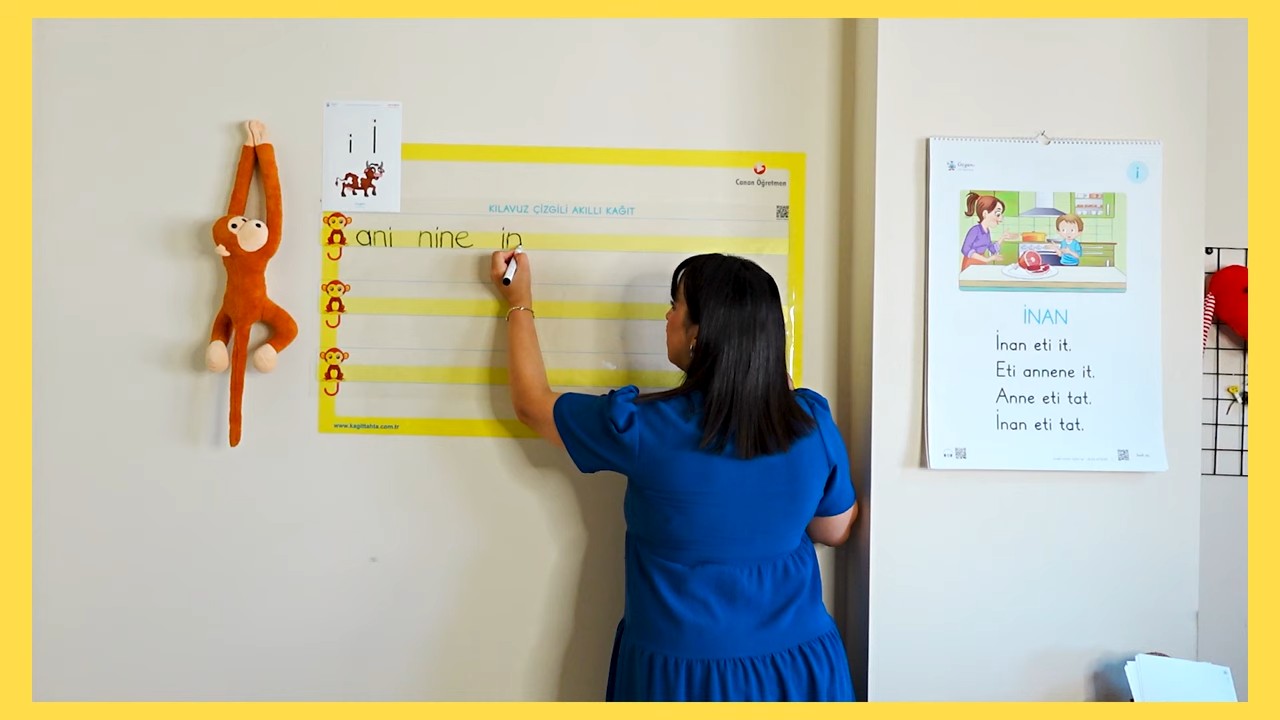 i İ
Canan Öğretmen
KILAVUZ ÇİZGİLİ AKILLI KAĞIT
ani nine in
www.kagittahta.com.tr
i
İNAN
İnan eti it.
Eti annene it.
Anne eti tat.
İnan eti tat.